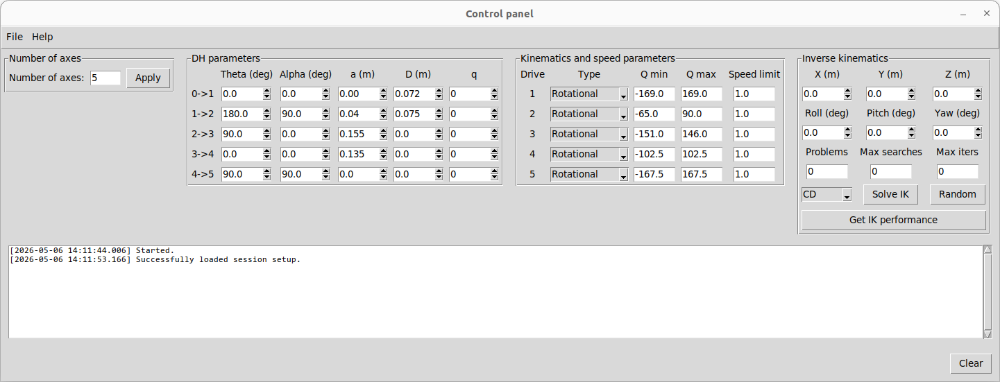 Control panel
File Help
Number of axes
Number of axes: 5 Apply
DH parameters
Theta (deg) Alpha (deg) a (m) D (m) q
0->1 0.0 0.0 0.00 0.072 0
1->2 180.0 90.0 0.04 0.075 0
2->3 90.0 0.0 0.155 0.0 0
3->4 0.0 0.0 0.135 0.0 0
4->5 90.0 90.0 0.0 0.0 0
Kinematics and speed parameters
Drive Type Q min Q max Speed limit
1 Rotational -169.0 169.0 1.0
2 Rotational -65.0 90.0 1.0
3 Rotational -151.0 146.0 1.0
4 Rotational -102.5 102.5 1.0
5 Rotational -167.5 167.5 1.0
Inverse kinematics
X (m) Y (m) Z (m)
0.0 0.0 0.0
Roll (deg) Pitch (deg) Yaw (deg)
0.0 0.0 0.0
Problems Max searches Max iters
0 0 0
CD Solve IK Random
Get IK performance
[2026-05-06 14:11:44.006] Started.
[2026-05-06 14:11:53.166] Successfully loaded session setup.
Clear